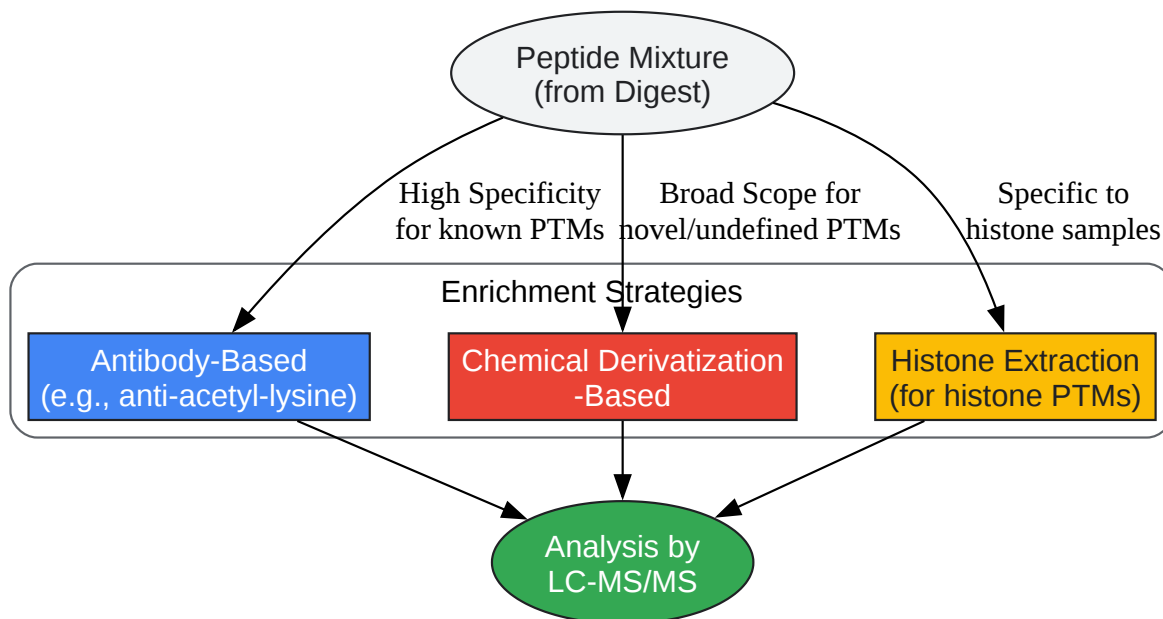 Peptide Mixture
(from Digest)
High Specificity
for known PTMs
Broad Scope for
novel/undefined PTMs
Specific to
histone samples
Enrichment Strategies
Antibody-Based
(e.g., anti-acetyl-lysine)
Chemical Derivatization
-Based
Histone Extraction
(for histone PTMs)
Analysis by
LC-MS/MS